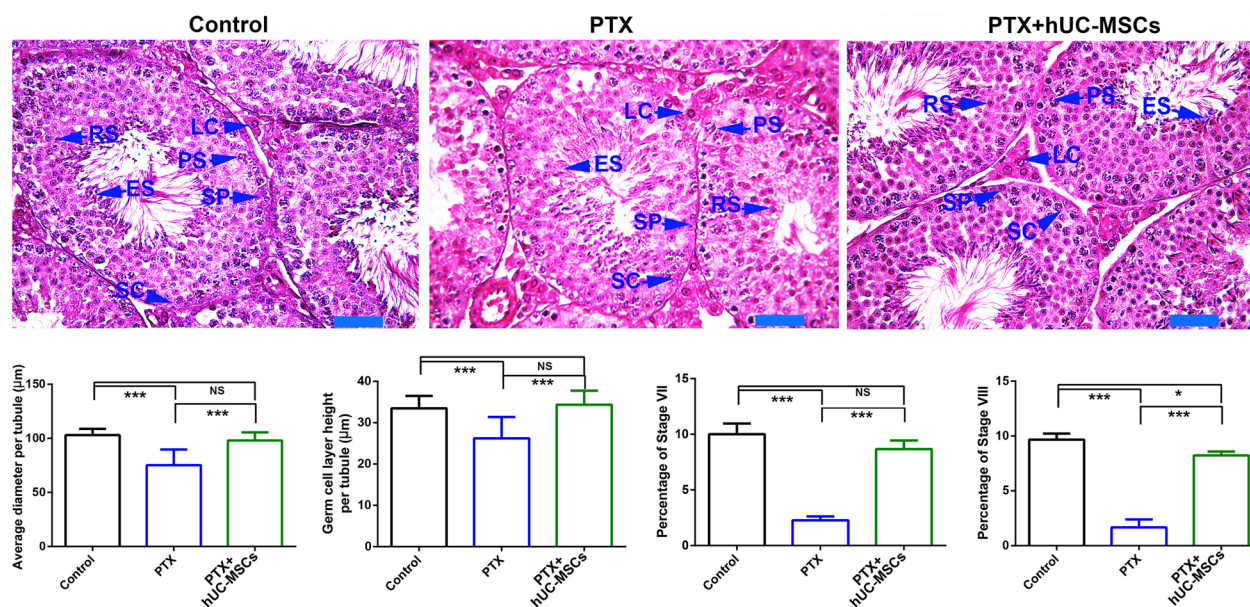 Control
PTX
PTX+hUC-MSCs
RS
LC
PS
ES
SP
SC
LC
PS
ES
RS
SP
SC
RS
PS
ES
LC
SP
SC
Average diameter per tubule (μm)
150
100
50
0
NS
***
***
Control
PTX
PTX+
hUC-MSCs
Germ cell layer height
per tubule (μm)
40
30
20
10
0
NS
***
***
Control
PTX
PTX+
hUC-MSCs
Percentage of Stage VII
15
10
5
0
NS
***
***
Control
PTX
PTX+
hUC-MSCs
Percentage of Stage VIII
15
10
5
0
*
***
***
Control
PTX
PTX+
hUC-MSCs